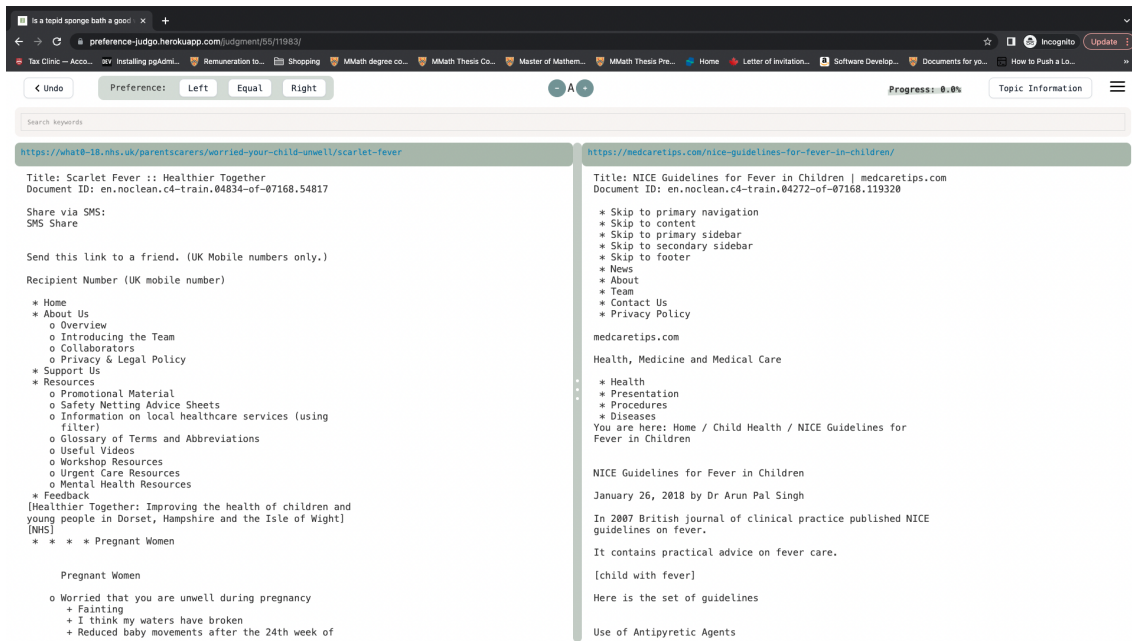 Is a tepid sponge bath a good
preference-judgo.herokuapp.com/judgment/55/11983/
Incognito
Update
Tax Clinic — Acco...
Installing pgAdmi...
Remuneration to...
Shopping
MMath degree co...
MMath Thesis Co...
Master of Mathem...
MMath Thesis Pre...
Home
Letter of invitation...
Software Develop...
Documents for yo...
How to Push a Lo...
»
Undo
Preference:
Left
Equal
Right
- A +
Progress: 0.0%
Topic Information
Search keywords
https://what0-18.nhs.uk/parentscarers/worried-your-child-unwell/scarlet-fever
Title: Scarlet Fever :: Healthier Together
Document ID: en.noclean.c4-train.04834-of-07168.54817
Share via SMS:
SMS Share
Send this link to a friend. (UK Mobile numbers only.)
Recipient Number (UK mobile number)
* Home
* About Us
o Overview
o Introducing the Team
o Collaborators
o Privacy & Legal Policy
* Support Us
* Resources
o Promotional Material
o Safety Netting Advice Sheets
o Information on local healthcare services (using
filter)
o Glossary of Terms and Abbreviations
o Useful Videos
o Workshop Resources
o Urgent Care Resources
o Mental Health Resources
* Feedback
[Healthier Together: Improving the health of children and
young people in Dorset, Hampshire and the Isle of Wight]
[NHS]
* * * * Pregnant Women
Pregnant Women
o Worried that you are unwell during pregnancy
+ Fainting
+ I think my waters have broken
+ Reduced baby movements after the 24th week of
https://medcaretips.com/nice-guidelines-for-fever-in-children/
Title: NICE Guidelines for Fever in Children | medcaretips.com
Document ID: en.noclean.c4-train.04272-of-07168.119320
* Skip to primary navigation
* Skip to content
* Skip to primary sidebar
* Skip to secondary sidebar
* Skip to footer
* News
* About
* Team
* Contact Us
* Privacy Policy
medcaretips.com
Health, Medicine and Medical Care
* Health
* Presentation
* Procedures
* Diseases
You are here: Home / Child Health / NICE Guidelines for
Fever in Children
NICE Guidelines for Fever in Children
January 26, 2018 by Dr Arun Pal Singh
In 2007 British journal of clinical practice published NICE
guidelines on fever.
It contains practical advice on fever care.
[child with fever]
Here is the set of guidelines
Use of Antipyretic Agents